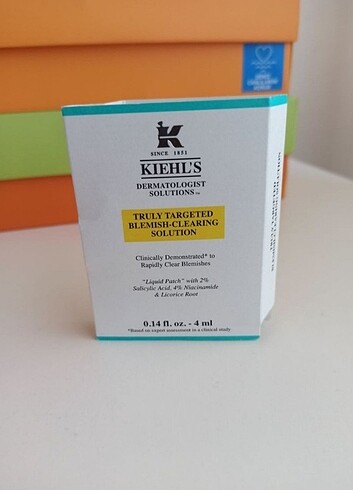 K
SINCE 1851
KIEHL'S
DERMATOLOGIST
SOLUTIONS™
TRULY TARGETED
BLEMISH-CLEARING
SOLUTION
Clinically Demonstrated* to
Rapidly Clear Blemishes
"Liquid Patch" with 2%
Salicylic Acid, 4% Niacinamide
& Licorice Root
0.14 fl. oz. - 4 ml
*Based on expert assessment in a clinical study